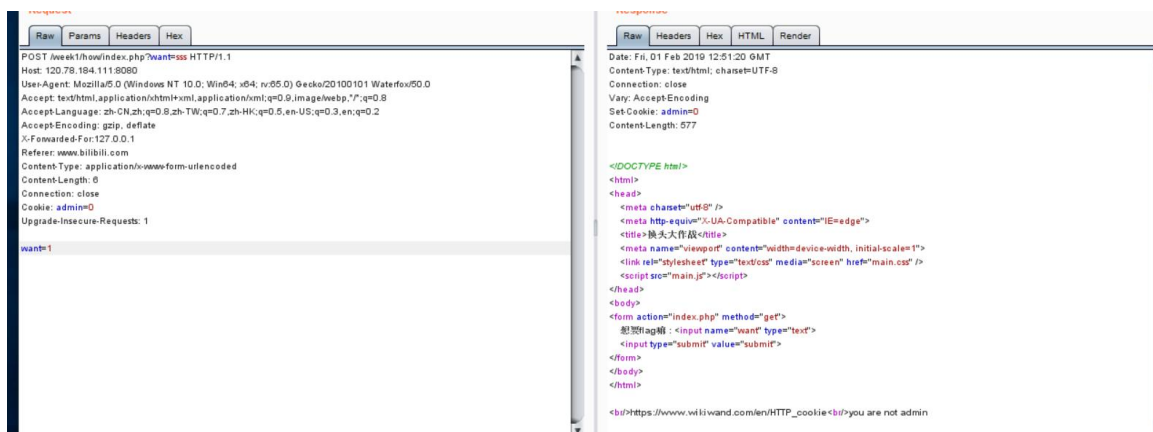 Request
Raw Params Headers Hex
POST /week1/how/index.php?want=sss HTTP/1.1
Host: 120.78.184.111:8080
User-Agent: Mozilla/5.0 (Windows NT 10.0; Win64; x64; rv:65.0) Gecko/20100101 Waterfox/50.0
Accept: text/html,application/xhtml+xml,application/xml;q=0.9,image/webp,*/*;q=0.8
Accept-Language: zh-CN,zh;q=0.8,zh-TW;q=0.7,zh-HK;q=0.5,en-US;q=0.3,en;q=0.2
Accept-Encoding: gzip, deflate
X-Forwarded-For:127.0.0.1
Referer: www.bilibili.com
Content-Type: application/x-www-form-urlencoded
Content-Length: 6
Connection: close
Cookie: admin=0
Upgrade-Insecure-Requests: 1
want=1
Response
Raw Headers Hex HTML Render
Date: Fri, 01 Feb 2019 12:51:20 GMT
Content-Type: text/html; charset=UTF-8
Connection: close
Vary: Accept-Encoding
Set-Cookie: admin=0
Content-Length: 577
<!DOCTYPE html>
<html>
<head>
<meta charset="utf-8" />
<meta http-equiv="X-UA-Compatible" content="IE=edge">
<title>换头大作战</title>
<meta name="viewport" content="width=device-width, initial-scale=1">
<link rel="stylesheet" type="text/css" media="screen" href="main.css" />
<script src="main.js"></script>
</head>
<body>
<form action="index.php" method="get">
想要flag嘛：<input name="want" type="text">
<input type="submit" value="submit">
</form>
</body>
</html>
<br/>https://www.wikiwand.com/en/HTTP_cookie<br/>you are not admin